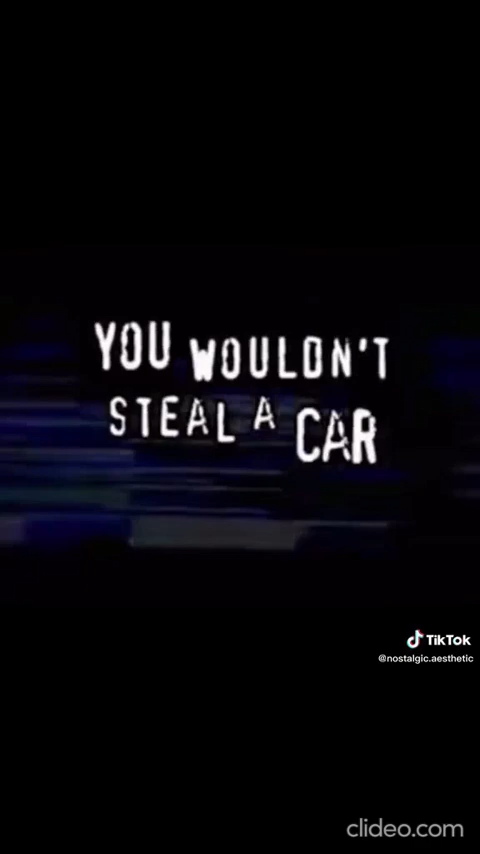 YOU WOULDN'T
STEAL A CAR
TikTok
@nostalgic.aesthetic
clideo.com